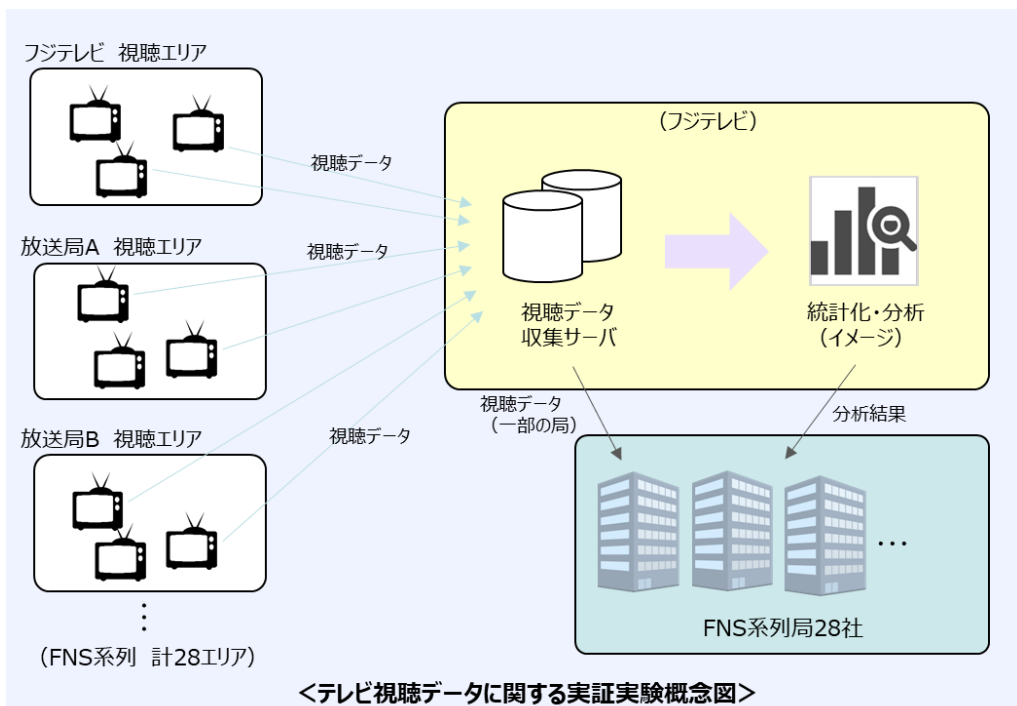 フジテレビ 視聴エリア
視聴データ
放送局A 視聴エリア
視聴データ
放送局B 視聴エリア
視聴データ
⋮
（FNS系列 計28エリア）
（フジテレビ）
視聴データ
収集サーバ
統計化・分析
（イメージ）
視聴データ
（一部の局）
分析結果
…
FNS系列局28社
＜テレビ視聴データに関する実証実験概念図＞